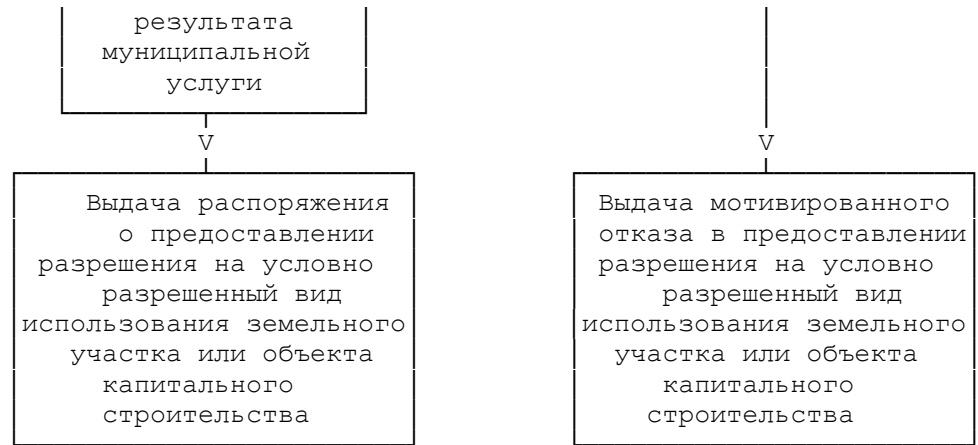 результата
муниципальной
услуги
V
V
Выдача распоряжения
о предоставлении
разрешения на условно
разрешенный вид
использования земельного
участка или объекта
капитального
строительства
Выдача мотивированного
отказа в предоставлении
разрешения на условно
разрешенный вид
использования земельного
участка или объекта
капитального
строительства